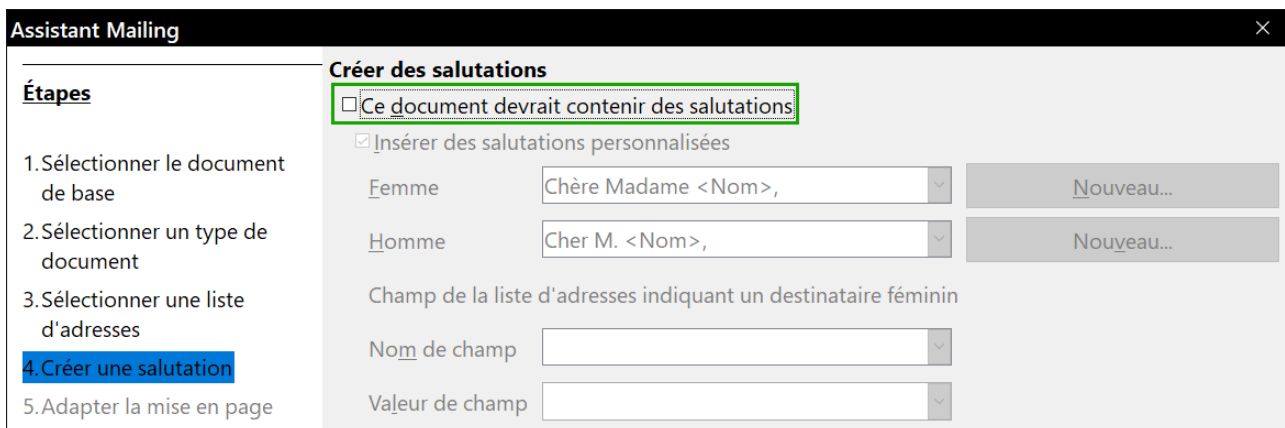 Assistant Mailing
Étapes
1.Sélectionner le document
de base
2.Sélectionner un type de
document
3.Sélectionner une liste
d'adresses
4.Créer une salutation
5.Adapter la mise en page
Créer des salutations
Ce document devrait contenir des salutations
Insérer des salutations personnalisées
Femme
Chère Madame <Nom>,
Nouveau...
Homme
Cher M. <Nom>,
Nouveau...
Champ de la liste d'adresses indiquant un destinataire féminin
Nom de champ
Valeur de champ